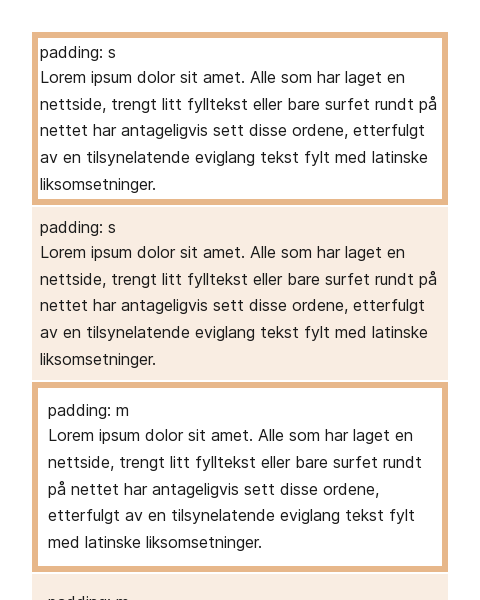 padding: s
Lorem ipsum dolor sit amet. Alle som har laget en
nettside, trengt litt fylltekst eller bare surfet rundt på
nettet har antageligvis sett disse ordene, etterfulgt
av en tilsynelatende eviglang tekst fylt med latinske
liksomsetninger.
padding: s
Lorem ipsum dolor sit amet. Alle som har laget en
nettside, trengt litt fylltekst eller bare surfet rundt på
nettet har antageligvis sett disse ordene, etterfulgt
av en tilsynelatende eviglang tekst fylt med latinske
liksomsetninger.
padding: m
Lorem ipsum dolor sit amet. Alle som har laget en
nettside, trengt litt fylltekst eller bare surfet rundt
på nettet har antageligvis sett disse ordene,
etterfulgt av en tilsynelatende eviglang tekst fylt
med latinske liksomsetninger.
padding: m